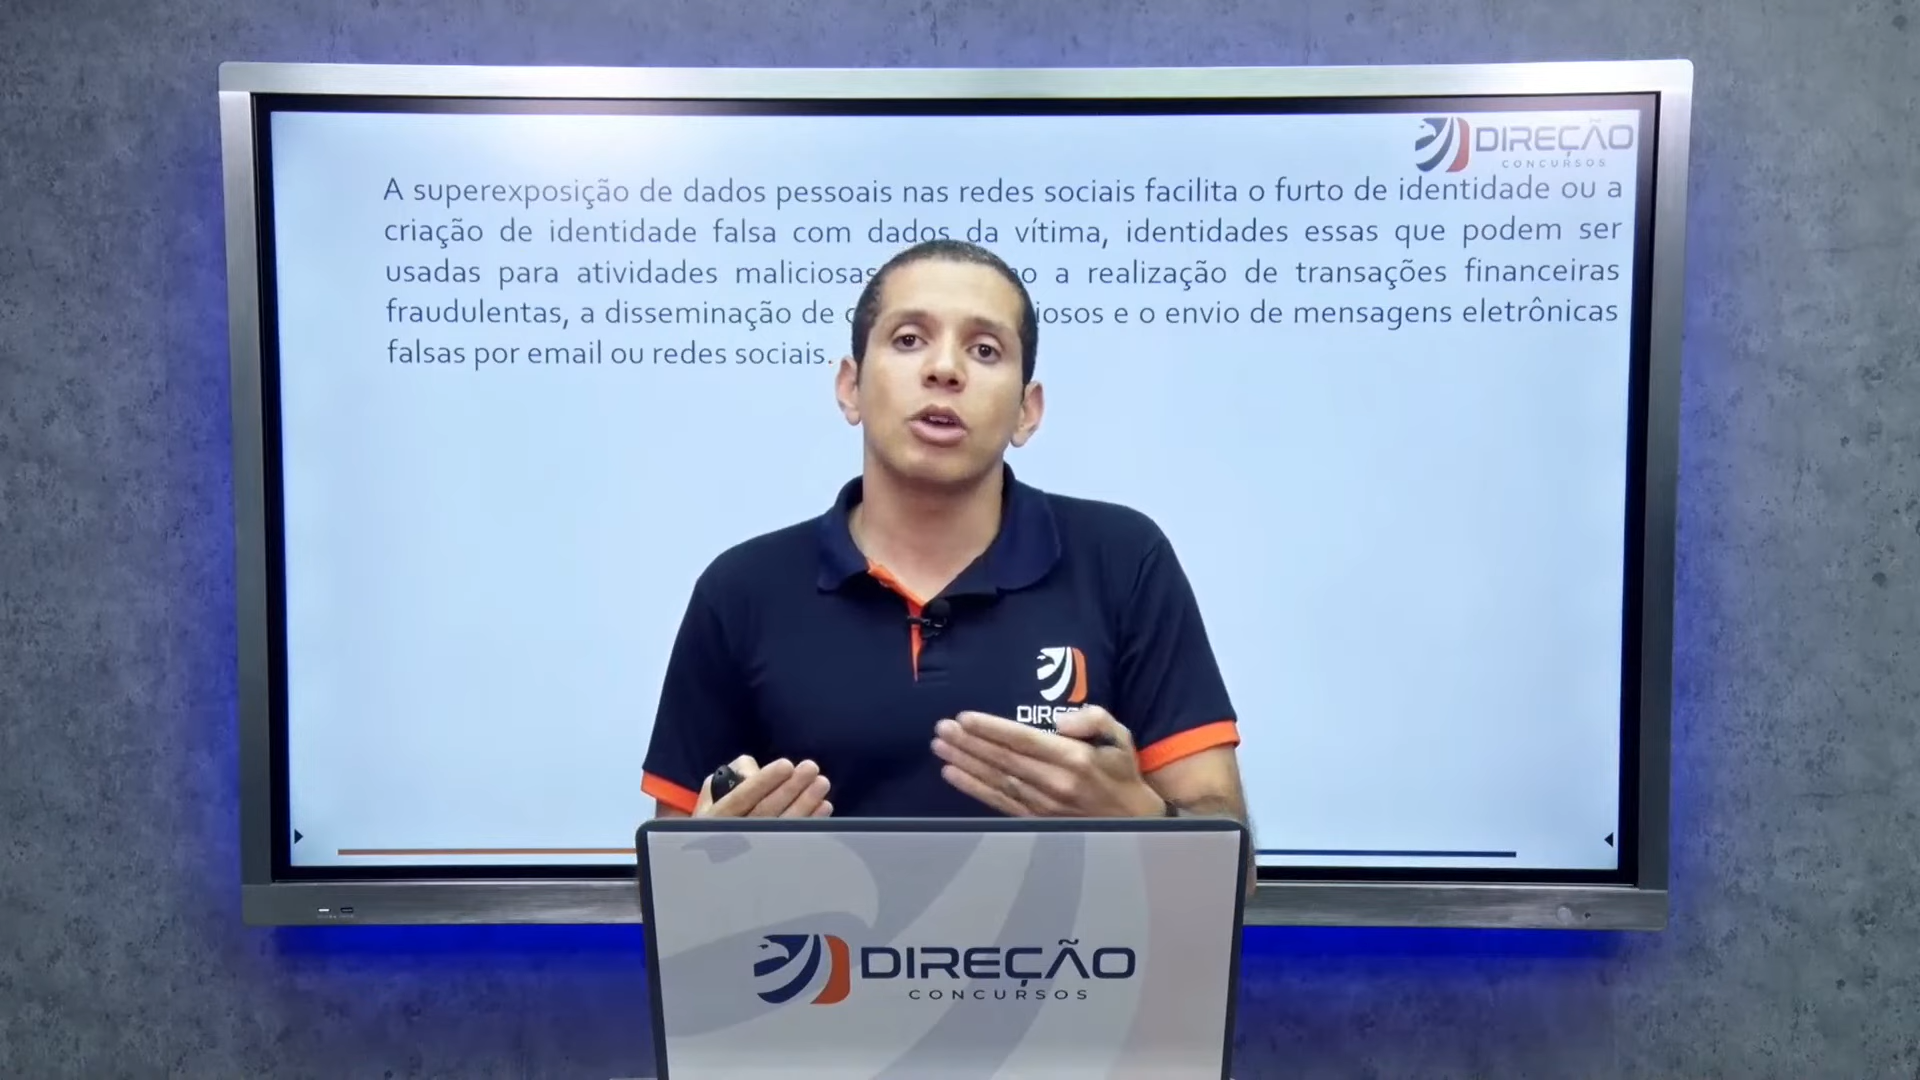 DIREÇÃO
CONCURSOS
A superexposição de dados pessoais nas redes sociais facilita o furto de identidade ou a
criação de identidade falsa com dados da vítima, identidades essas que podem ser
usadas para atividades maliciosas a realização de transações financeiras
fraudulentas, a disseminação de e o envio de mensagens eletrônicas
falsas por email ou redes sociais.
DIREÇÃO
CONCURSOS